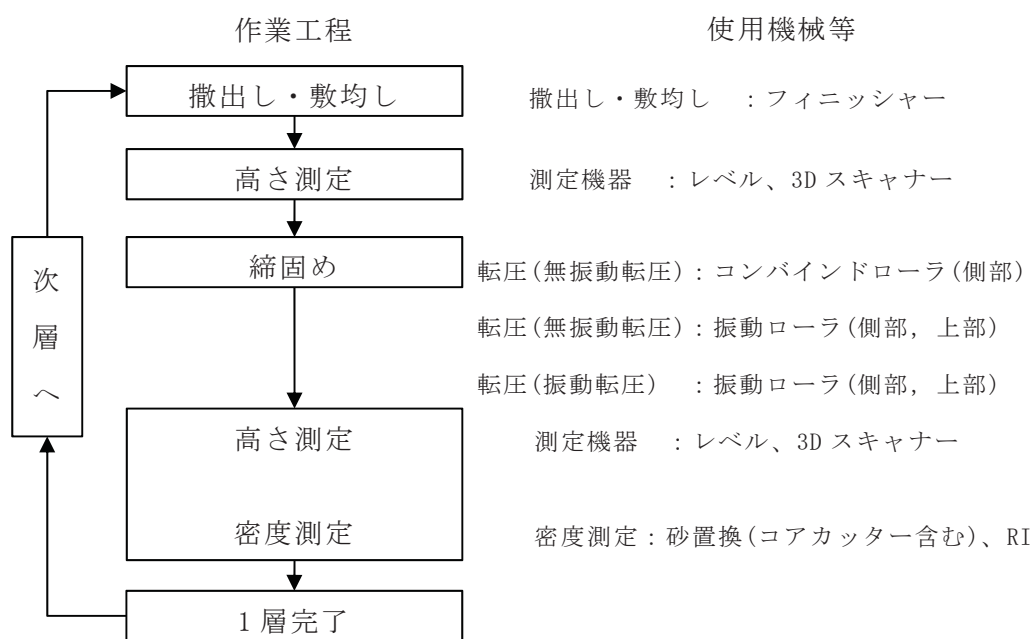 作業工程 使用機械等
撒出し・敷均し 撒出し・敷均し ：フィニッシャー
高さ測定 測定機器 ：レベル、3Dスキャナー
締固め 転圧(無振動転圧)：コンバインドローラ(側部)
転圧(無振動転圧)：振動ローラ(側部，上部)
転圧(振動転圧) ：振動ローラ(側部，上部)
高さ測定 測定機器 ：レベル、3Dスキャナー
密度測定 密度測定：砂置換(コアカッター含む)、RI
1層完了
次層へ